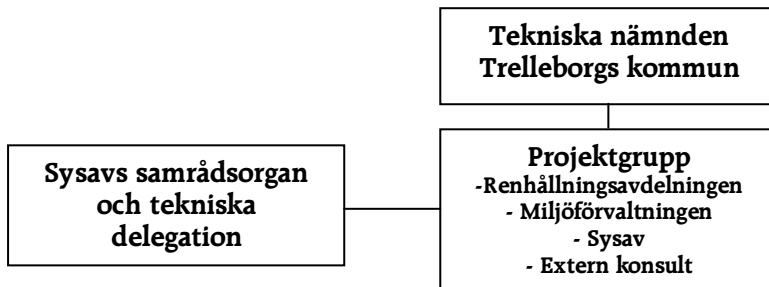 Tekniska nämnden
Trelleborgs kommun
Sysavs samrådsorgan
och tekniska
delegation
Projektgrupp
-Renhållningsavdelningen
- Miljöförvaltningen
- Sysav
- Extern konsult